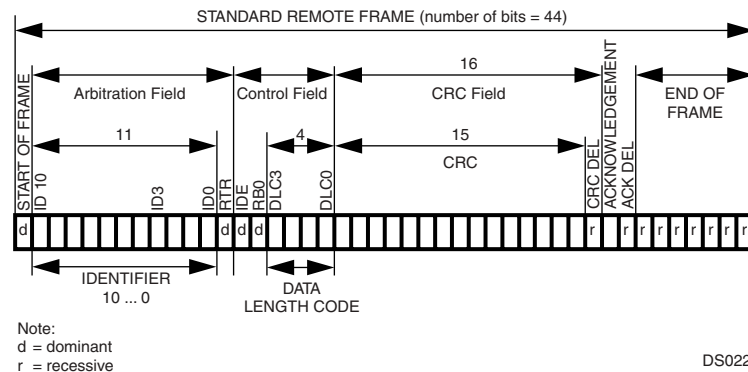 STANDARD REMOTE FRAME (number of bits = 44)
16
Arbitration Field
Control Field
CRC Field
END OF
FRAME
11
4
15
CRC
START OF FRAME
ID 10
ID3
ID0
RTR
IDE
RB0
DLC3
DLC0
CRC DEL
ACKNOWLEDGEMENT
ACK DEL
d d d d r r r r r r r r r
IDENTIFIER
10 ... 0
DATA
LENGTH CODE
Note:
d = dominant
r = recessive
DS022